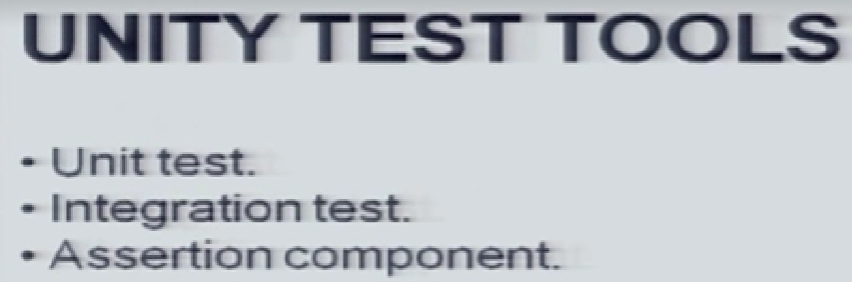 UNITY TEST TOOLS
• Unit test.
• Integration test.
• Assertion component.